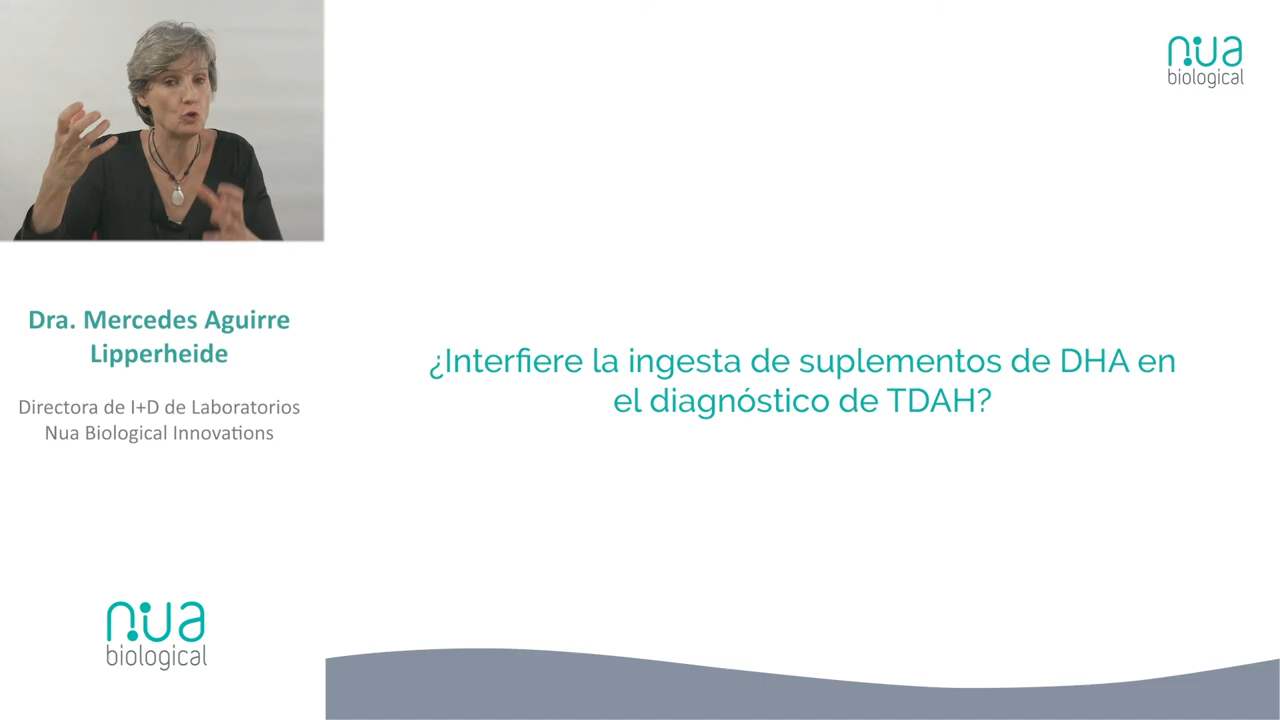 nua
biological
Dra. Mercedes Aguirre
Lipperheide
Directora de I+D de Laboratorios
Nua Biological Innovations
¿Interfiere la ingesta de suplementos de DHA en
el diagnóstico de TDAH?
nua
biological